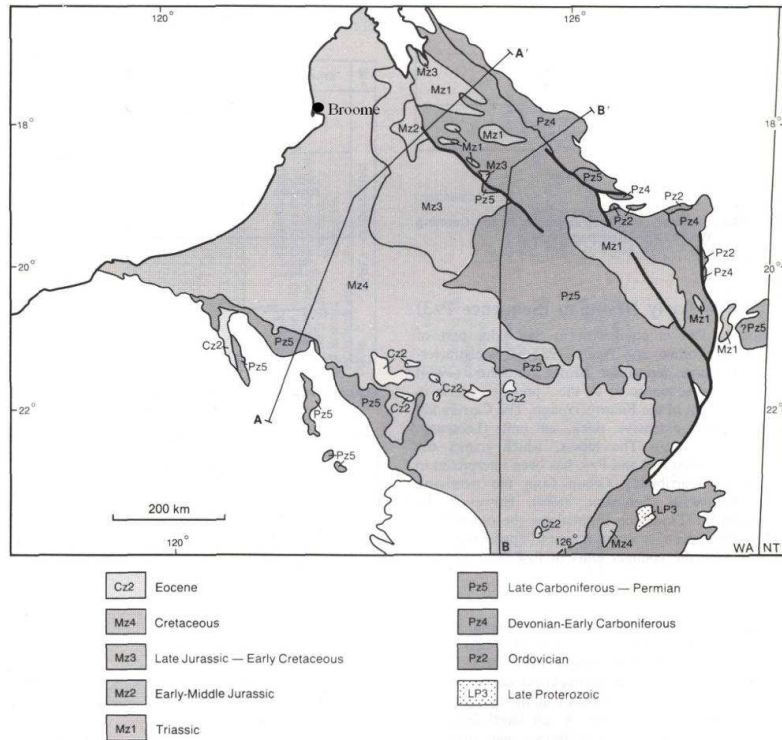 120°
126°
A'
Mz3
Mz1
B'
Broome
Pz4
18°
18°
Mz2
Mz1
Mz1
Mz3
Pz5
Pz4
Pz5
Pz2
Pz2
Mz3
Pz4
Mz1
Pz2
20°
20°
Pz4
Mz4
Pz5
Mz1
?Pz5
Mz1
Pz5
Cz2
Pz5
Cz2
Pz5
Cz2
22°
22°
A
Pz5
Pz5
Cz2
Cz2
Pz5
200 km
LP3
Cz2
Mz4
B
120°
126°
WA NT
Cz2 Eocene
Mz4 Cretaceous
Mz3 Late Jurassic — Early Cretaceous
Mz2 Early-Middle Jurassic
Mz1 Triassic
Pz5 Late Carboniferous — Permian
Pz4 Devonian-Early Carboniferous
Pz2 Ordovician
LP3 Late Proterozoic